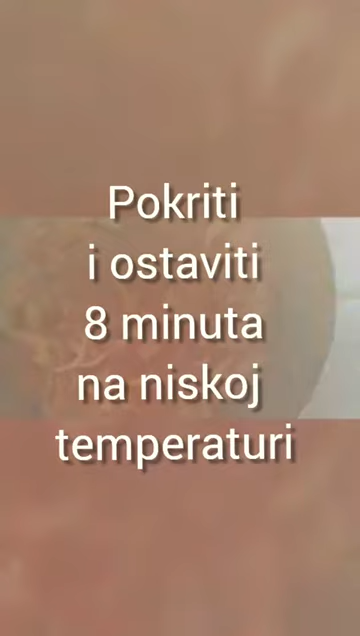 Pokriti
i ostaviti
8 minuta
na niskoj
temperaturi